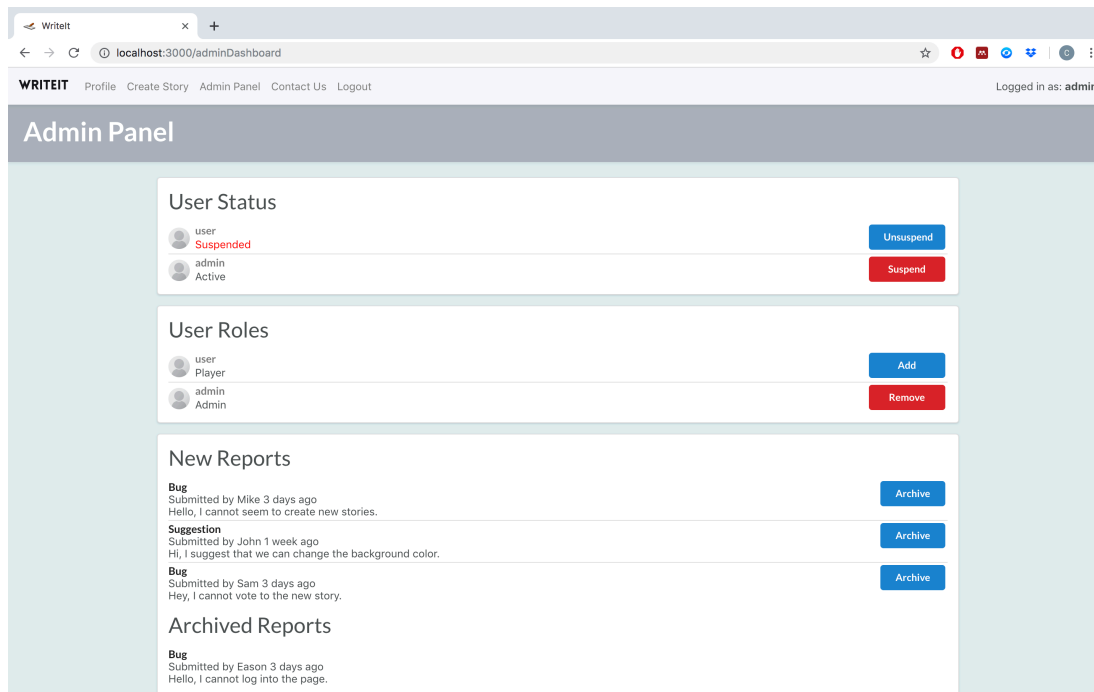 WriteIt
localhost:3000/adminDashboard
C
WRITEIT Profile Create Story Admin Panel Contact Us Logout Logged in as: admin
Admin Panel
User Status
user
Suspended
Unsuspend
admin
Active
Suspend
User Roles
user
Player
Add
admin
Admin
Remove
New Reports
Bug
Submitted by Mike 3 days ago
Hello, I cannot seem to create new stories.
Archive
Suggestion
Submitted by John 1 week ago
Hi, I suggest that we can change the background color.
Archive
Bug
Submitted by Sam 3 days ago
Hey, I cannot vote to the new story.
Archive
Archived Reports
Bug
Submitted by Eason 3 days ago
Hello, I cannot log into the page.